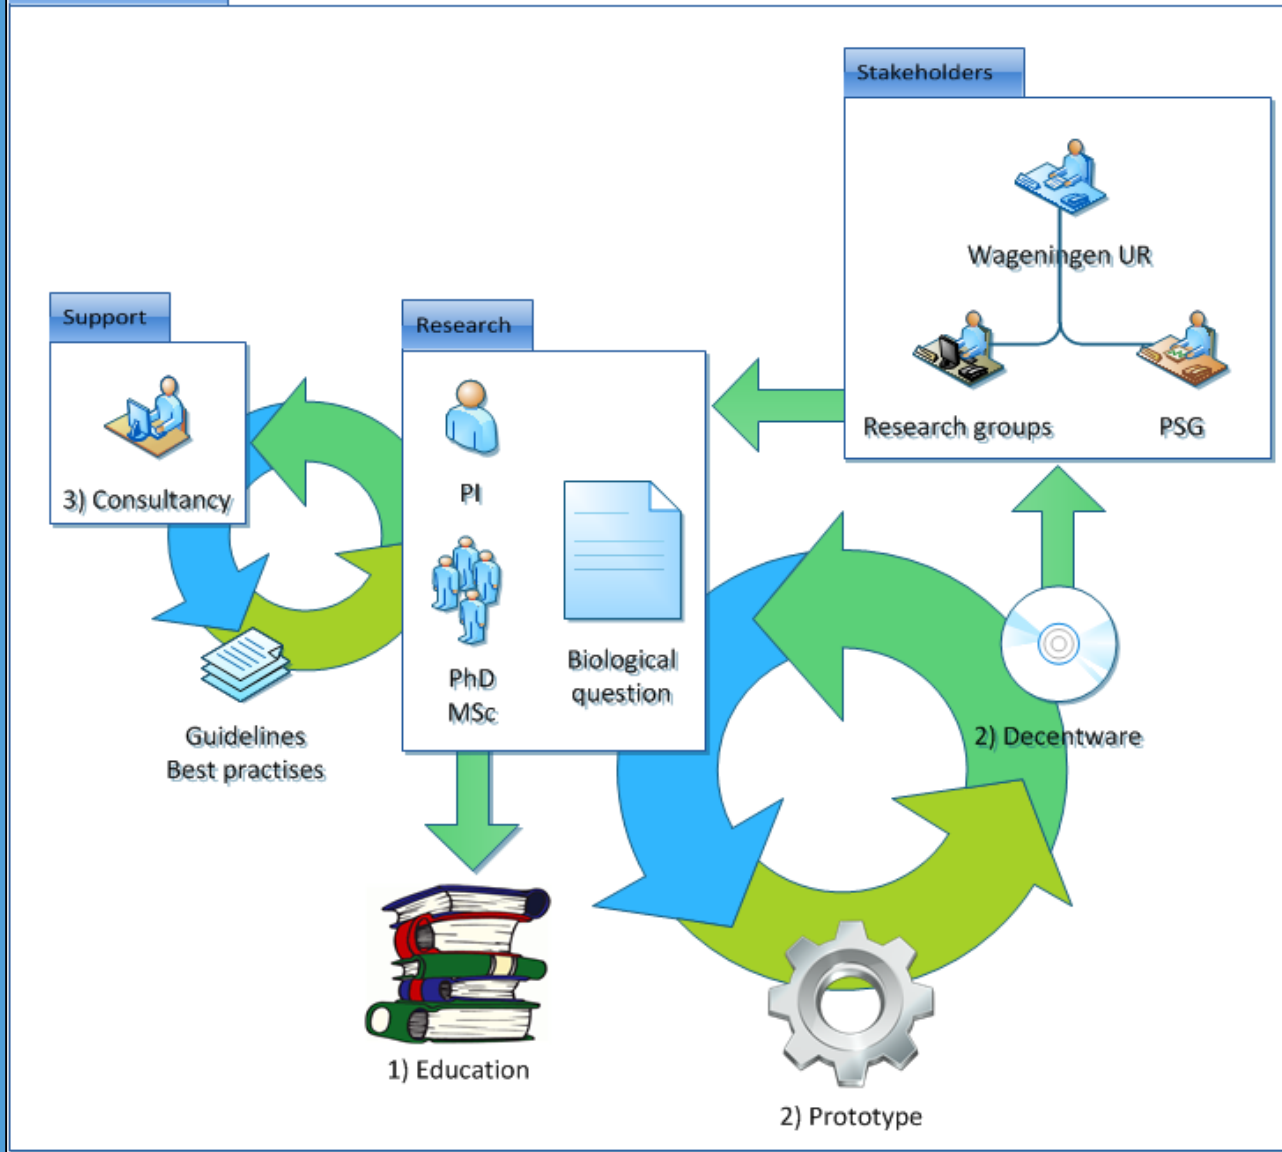 Stakeholders
Wageningen UR
Research groups
PSG
Support
3) Consultancy
Guidelines
Best practises
Research
PI
PhD
MSc
Biological
question
2) Decentware
1) Education
2) Prototype